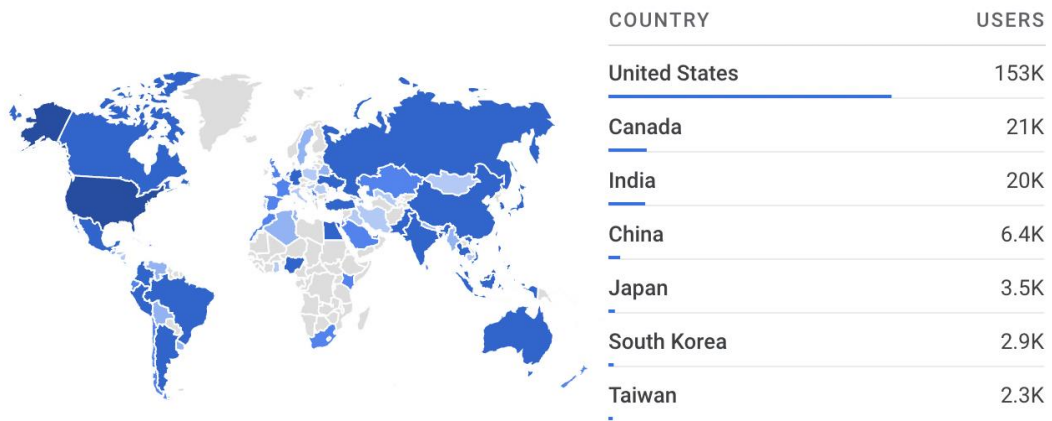 COUNTRY USERS
United States 153K
Canada 21K
India 20K
China 6.4K
Japan 3.5K
South Korea 2.9K
Taiwan 2.3K